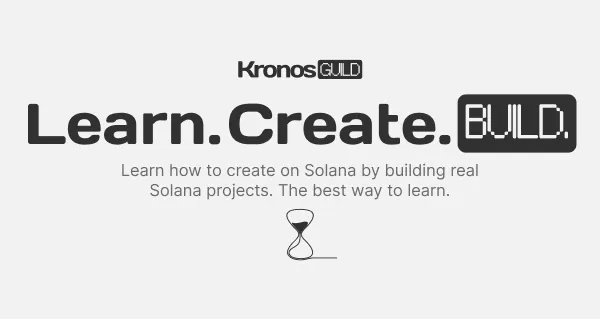 Kronos GUILD
Learn. Create. BUILD.
Learn how to create on Solana by building real
Solana projects. The best way to learn.